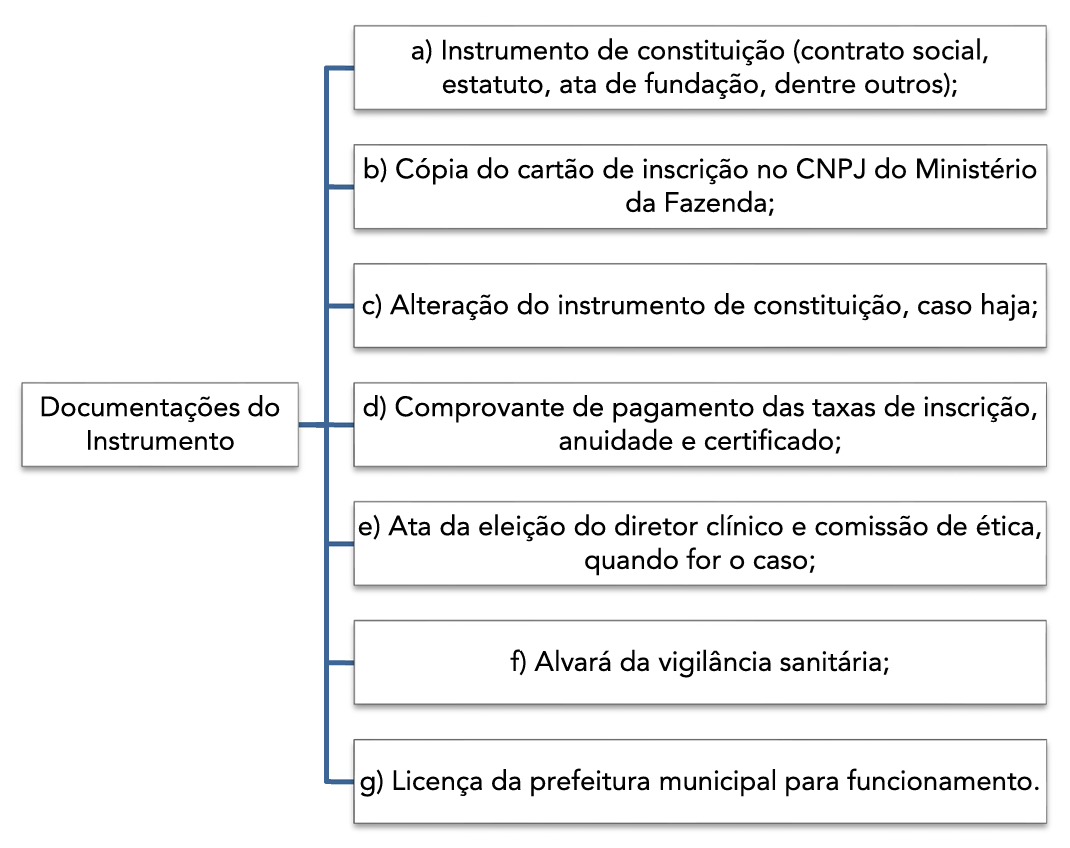 a) Instrumento de constituição (contrato social,
estatuto, ata de fundação, dentre outros);
b) Cópia do cartão de inscrição no CNPJ do Ministério
da Fazenda;
c) Alteração do instrumento de constituição, caso haja;
Documentações do
Instrumento
d) Comprovante de pagamento das taxas de inscrição,
anuidade e certificado;
e) Ata da eleição do diretor clínico e comissão de ética,
quando for o caso;
f) Alvará da vigilância sanitária;
g) Licença da prefeitura municipal para funcionamento.